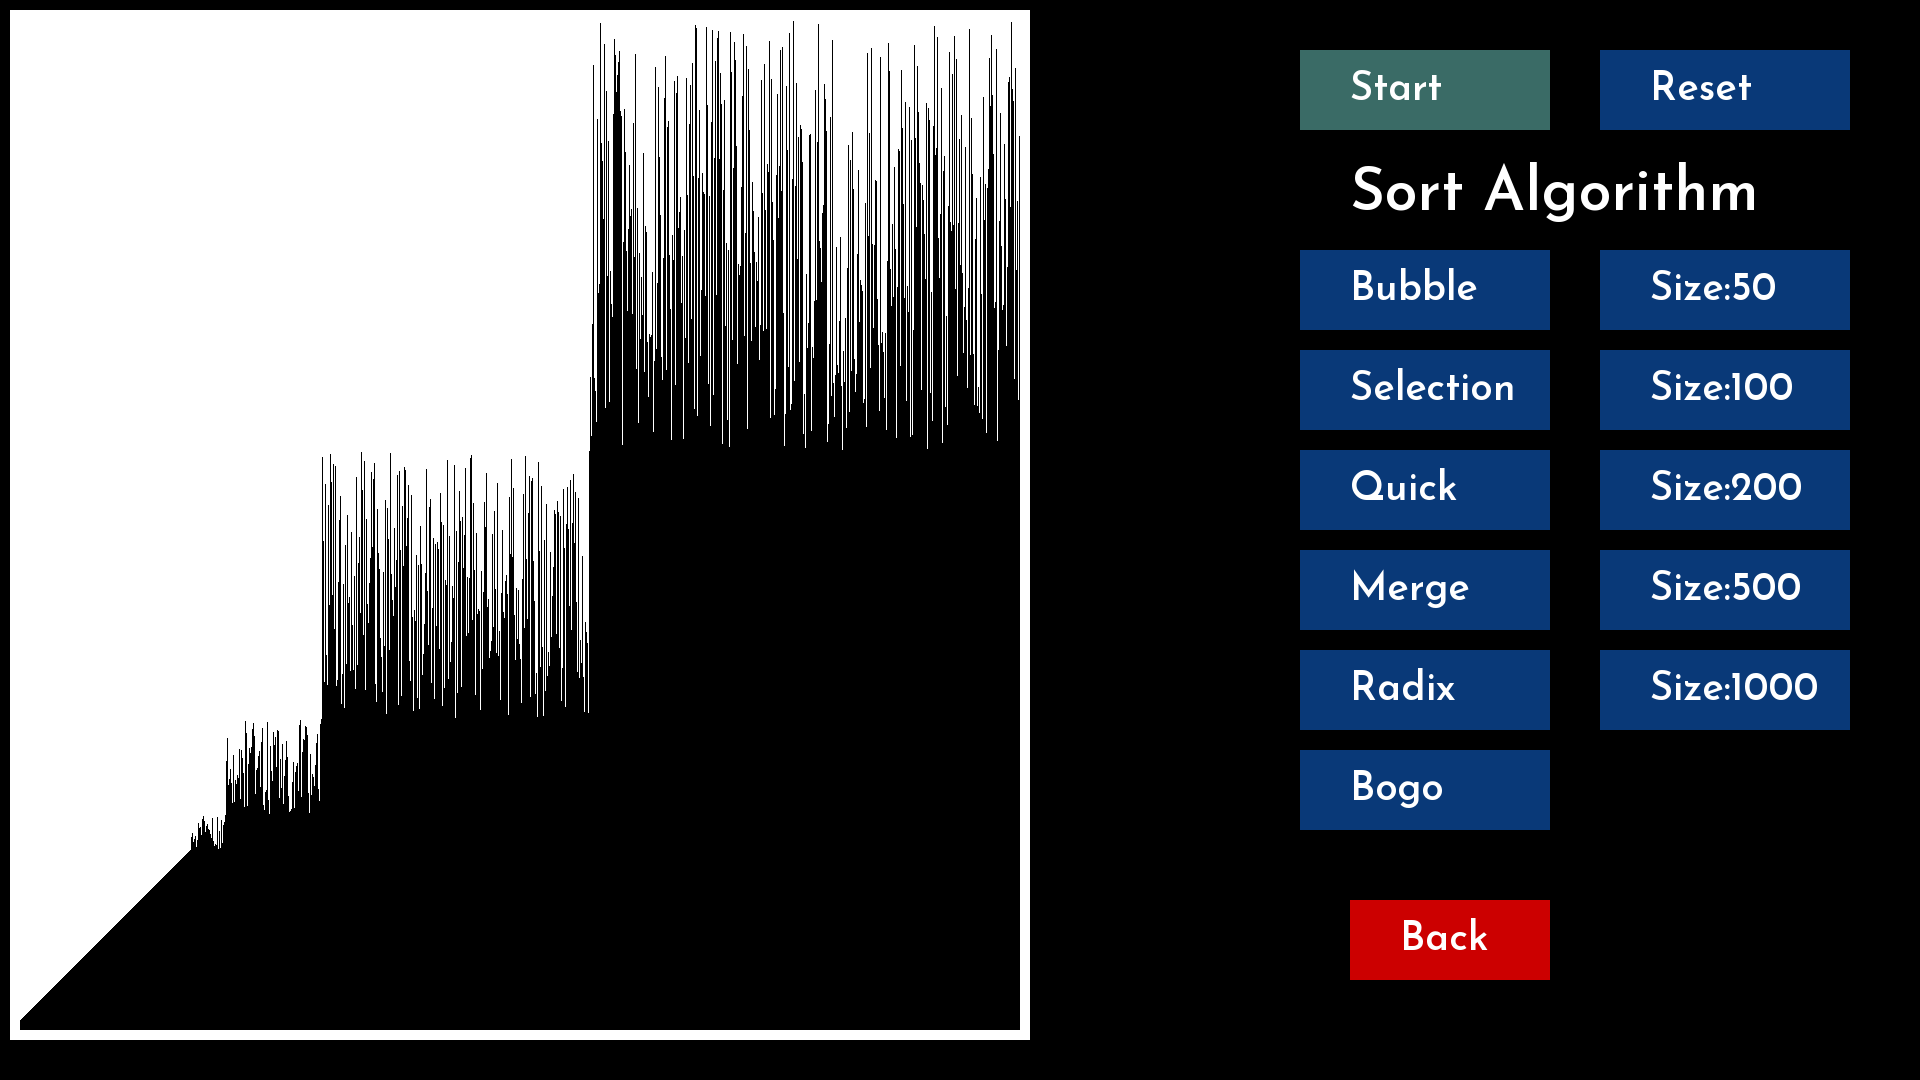 Start
Reset
Sort Algorithm
Bubble
Size:50
Selection
Size:100
Quick
Size:200
Merge
Size:500
Radix
Size:1000
Bogo
Back